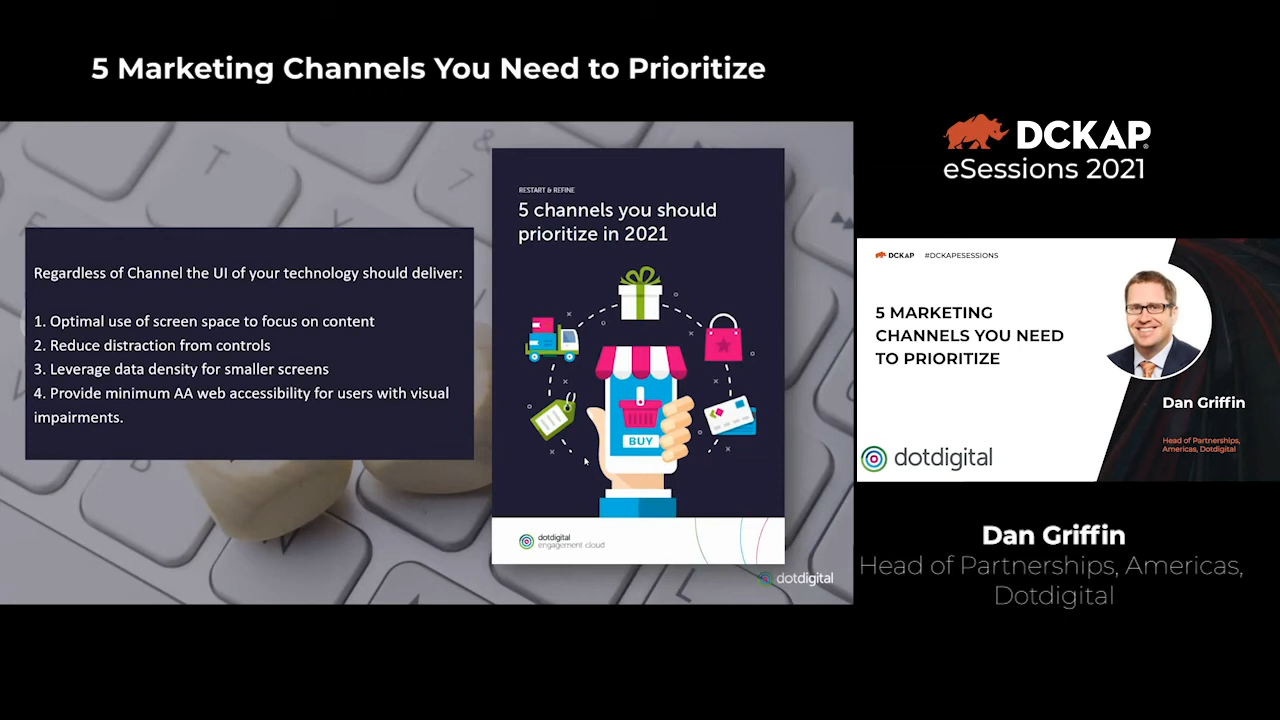 5 Marketing Channels You Need to Prioritize
Regardless of Channel the UI of your technology should deliver:
1. Optimal use of screen space to focus on content
2. Reduce distraction from controls
3. Leverage data density for smaller screens
4. Provide minimum AA web accessibility for users with visual
impairments.
RESTART & REFINE
5 channels you should
prioritize in 2021
BUY
dotdigital
engagement cloud
dotdigital
DCKAP
eSessions 2021
DCKAP #DCKAPESESSIONS
5 MARKETING
CHANNELS YOU NEED
TO PRIORITIZE
Dan Griffin
Head of Partnerships,
Americas, Dotdigital
dotdigital
Dan Griffin
Head of Partnerships, Americas,
Dotdigital